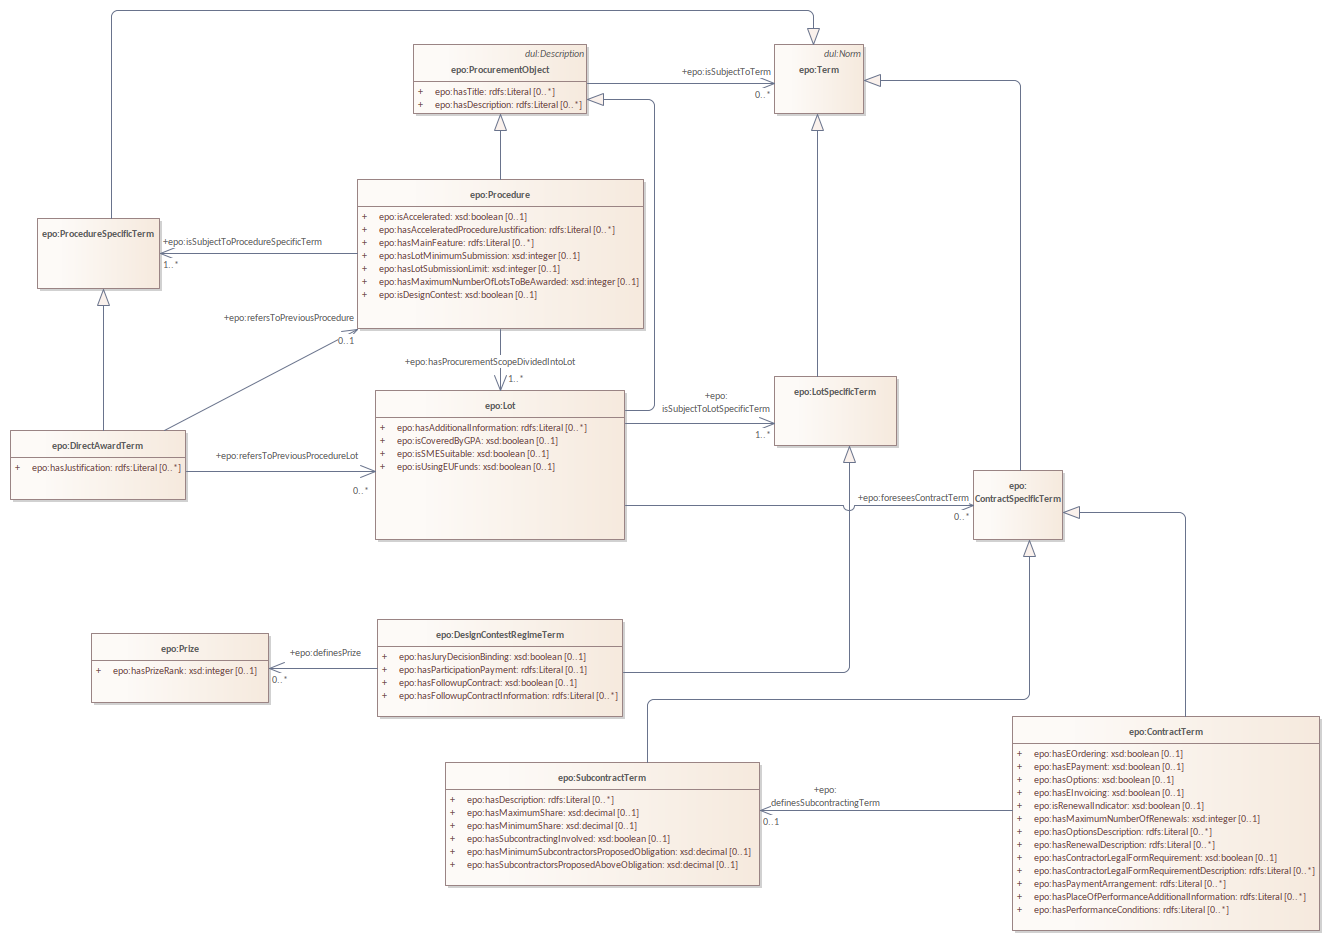 dul:Description
epo:ProcurementObject
+ epo:hasTitle: rdfs:Literal [0..*]
+ epo:hasDescription: rdfs:Literal [0..*]
+epo:isSubjectToTerm
0..*
dul:Norm
epo:Term
epo:Procedure
+ epo:isAccelerated: xsd:boolean [0..1]
+ epo:hasAcceleratedProcedureJustification: rdfs:Literal [0..*]
+ epo:hasMainFeature: rdfs:Literal [0..*]
+ epo:hasLotMinimumSubmission: xsd:integer [0..1]
+ epo:hasLotSubmissionLimit: xsd:integer [0..1]
+ epo:hasMaximumNumberOfLotsToBeAwarded: xsd:integer [0..1]
+ epo:isDesignContest: xsd:boolean [0..1]
epo:ProcedureSpecificTerm
+epo:isSubjectToProcedureSpecificTerm
1..*
+epo:refersToPreviousProcedure
0..1
+epo:hasProcurementScopeDividedIntoLot
1..*
epo:Lot
+ epo:hasAdditionalInformation: rdfs:Literal [0..*]
+ epo:isCoveredByGPA: xsd:boolean [0..1]
+ epo:isSMESuitable: xsd:boolean [0..1]
+ epo:isUsingEUFunds: xsd:boolean [0..1]
+epo:
isSubjectToLotSpecificTerm
1..*
epo:LotSpecificTerm
epo:DirectAwardTerm
+ epo:hasJustification: rdfs:Literal [0..*]
+epo:refersToPreviousProcedureLot
0..*
+epo:foreseesContractTerm
0..*
epo:
ContractSpecificTerm
epo:Prize
+ epo:hasPrizeRank: xsd:integer [0..1]
+epo:definesPrize
0..*
epo:DesignContestRegimeTerm
+ epo:hasJuryDecisionBinding: xsd:boolean [0..1]
+ epo:hasParticipationPayment: rdfs:Literal [0..1]
+ epo:hasFollowupContract: xsd:boolean [0..1]
+ epo:hasFollowupContractInformation: rdfs:Literal [0..*]
epo:SubcontractTerm
+ epo:hasDescription: rdfs:Literal [0..*]
+ epo:hasMaximumShare: xsd:decimal [0..1]
+ epo:hasMinimumShare: xsd:decimal [0..1]
+ epo:hasSubcontractingInvolved: xsd:boolean [0..1]
+ epo:hasMinimumSubcontractorsProposedObligation: xsd:decimal [0..1]
+ epo:hasSubcontractorsProposedAboveObligation: xsd:decimal [0..1]
+epo:
definesSubcontractingTerm
0..1
epo:ContractTerm
+ epo:hasEOrdering: xsd:boolean [0..1]
+ epo:hasEPayment: xsd:boolean [0..1]
+ epo:hasOptions: xsd:boolean [0..1]
+ epo:hasEInvoicing: xsd:boolean [0..1]
+ epo:isRenewalIndicator: xsd:boolean [0..1]
+ epo:hasMaximumNumberOfRenewals: xsd:integer [0..1]
+ epo:hasOptionsDescription: rdfs:Literal [0..*]
+ epo:hasRenewalDescription: rdfs:Literal [0..*]
+ epo:hasContractorLegalFormRequirement: xsd:boolean [0..1]
+ epo:hasContractorLegalFormRequirementDescription: rdfs:Literal [0..*]
+ epo:hasPaymentArrangement: rdfs:Literal [0..*]
+ epo:hasPlaceOfPerformanceAdditionalInformation: rdfs:Literal [0..*]
+ epo:hasPerformanceConditions: rdfs:Literal [0..*]